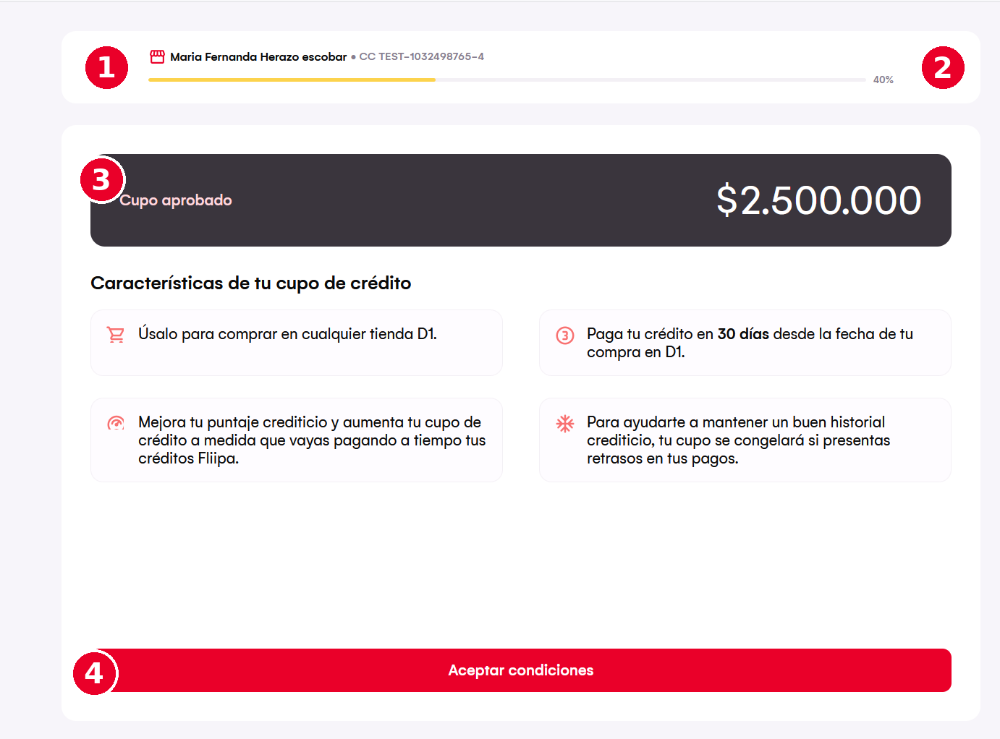 1
Maria Fernanda Herazo escobar • CC TEST-1032498765-4
40%
2
3
Cupo aprobado
$2.500.000
Características de tu cupo de crédito
Úsalo para comprar en cualquier tienda D1.
3
Paga tu crédito en 30 días desde la fecha de tu
compra en D1.
Mejora tu puntaje crediticio y aumenta tu cupo de
crédito a medida que vayas pagando a tiempo tus
créditos Fliipa.
Para ayudarte a mantener un buen historial
crediticio, tu cupo se congelará si presentas
retrasos en tus pagos.
4
Aceptar condiciones